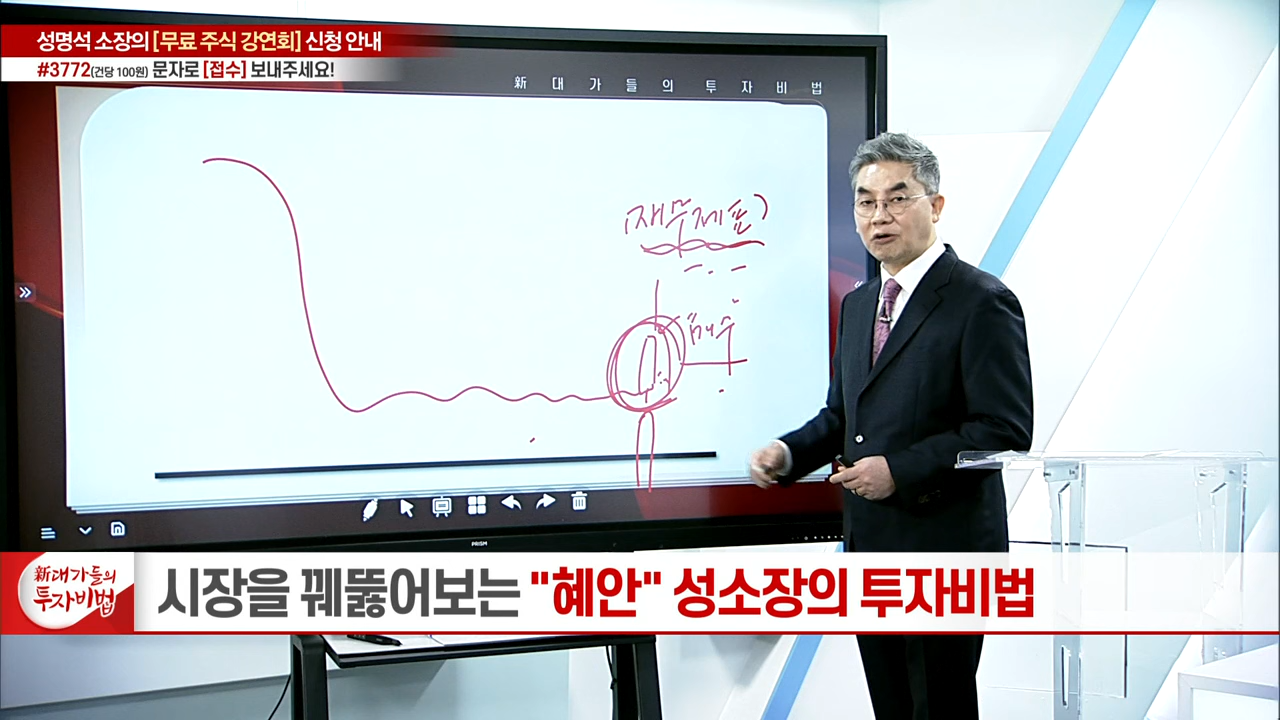 성명석 소장의 [무료 주식 강연회] 신청 안내
#3772(건당 100원) 문자로 [접수] 보내주세요!
新 대 가 들 의 투 자 비 법
(재무제표)
매수
PRISM
新대가들의
투자비법
시장을 꿰뚫어보는 "혜안" 성소장의 투자비법